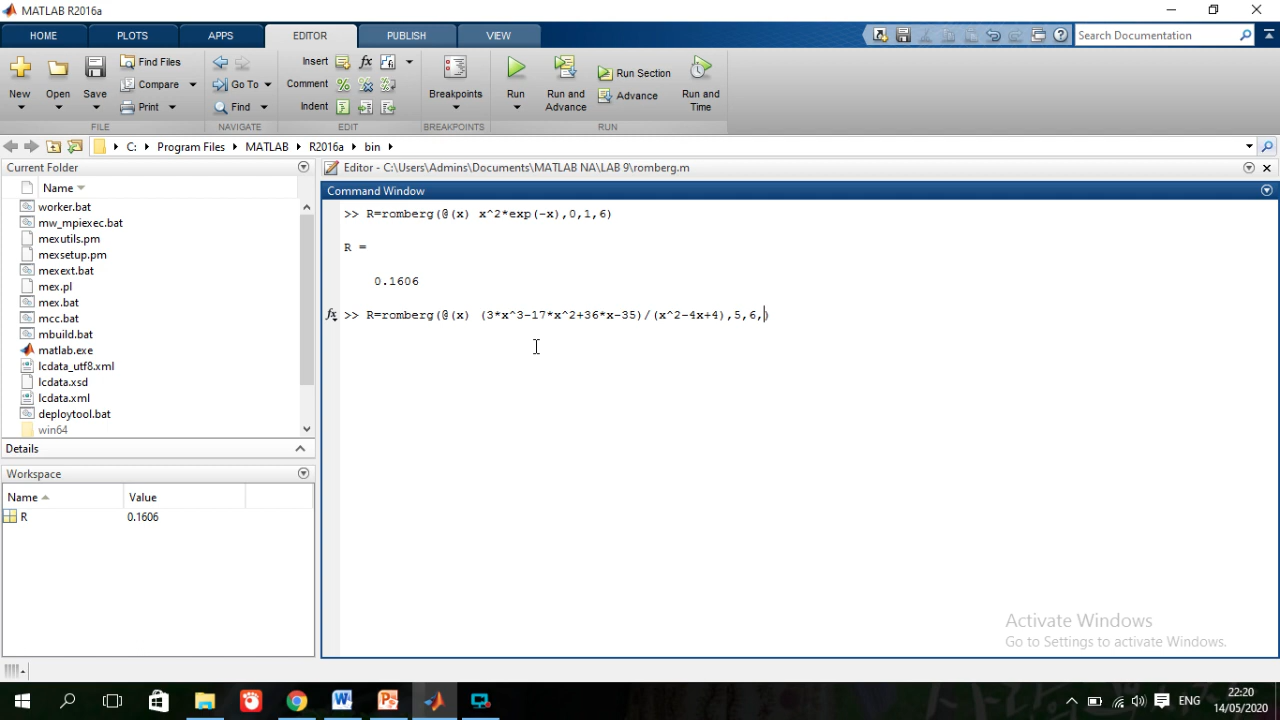 MATLAB R2016a
HOME PLOTS APPS EDITOR PUBLISH VIEW
Search Documentation
New Open Save Find Files Compare Print
Go To Find
Insert fx
Comment
Indent
Breakpoints
Run Run and Advance Run Section Advance Run and Time
FILE NAVIGATE EDIT BREAKPOINTS RUN
C: Program Files MATLAB R2016a bin
Current Folder
Name
worker.bat
mw_mpiexec.bat
mexutils.pm
mexsetup.pm
mexext.bat
mex.pl
mex.bat
mcc.bat
mbuild.bat
matlab.exe
lcdata_utf8.xml
lcdata.xsd
lcdata.xml
deploytool.bat
win64
Details
Workspace
Name Value
R 0.1606
Editor - C:\Users\Admins\Documents\MATLAB NA\LAB 9\romberg.m
Command Window
>> R=romberg(@(x) x^2*exp(-x),0,1,6)
R =
0.1606
fx >> R=romberg(@(x) (3*x^3-17*x^2+36*x-35)/(x^2-4x+4),5,6,)
Activate Windows
Go to Settings to activate Windows.
ENG
22:20
14/05/2020